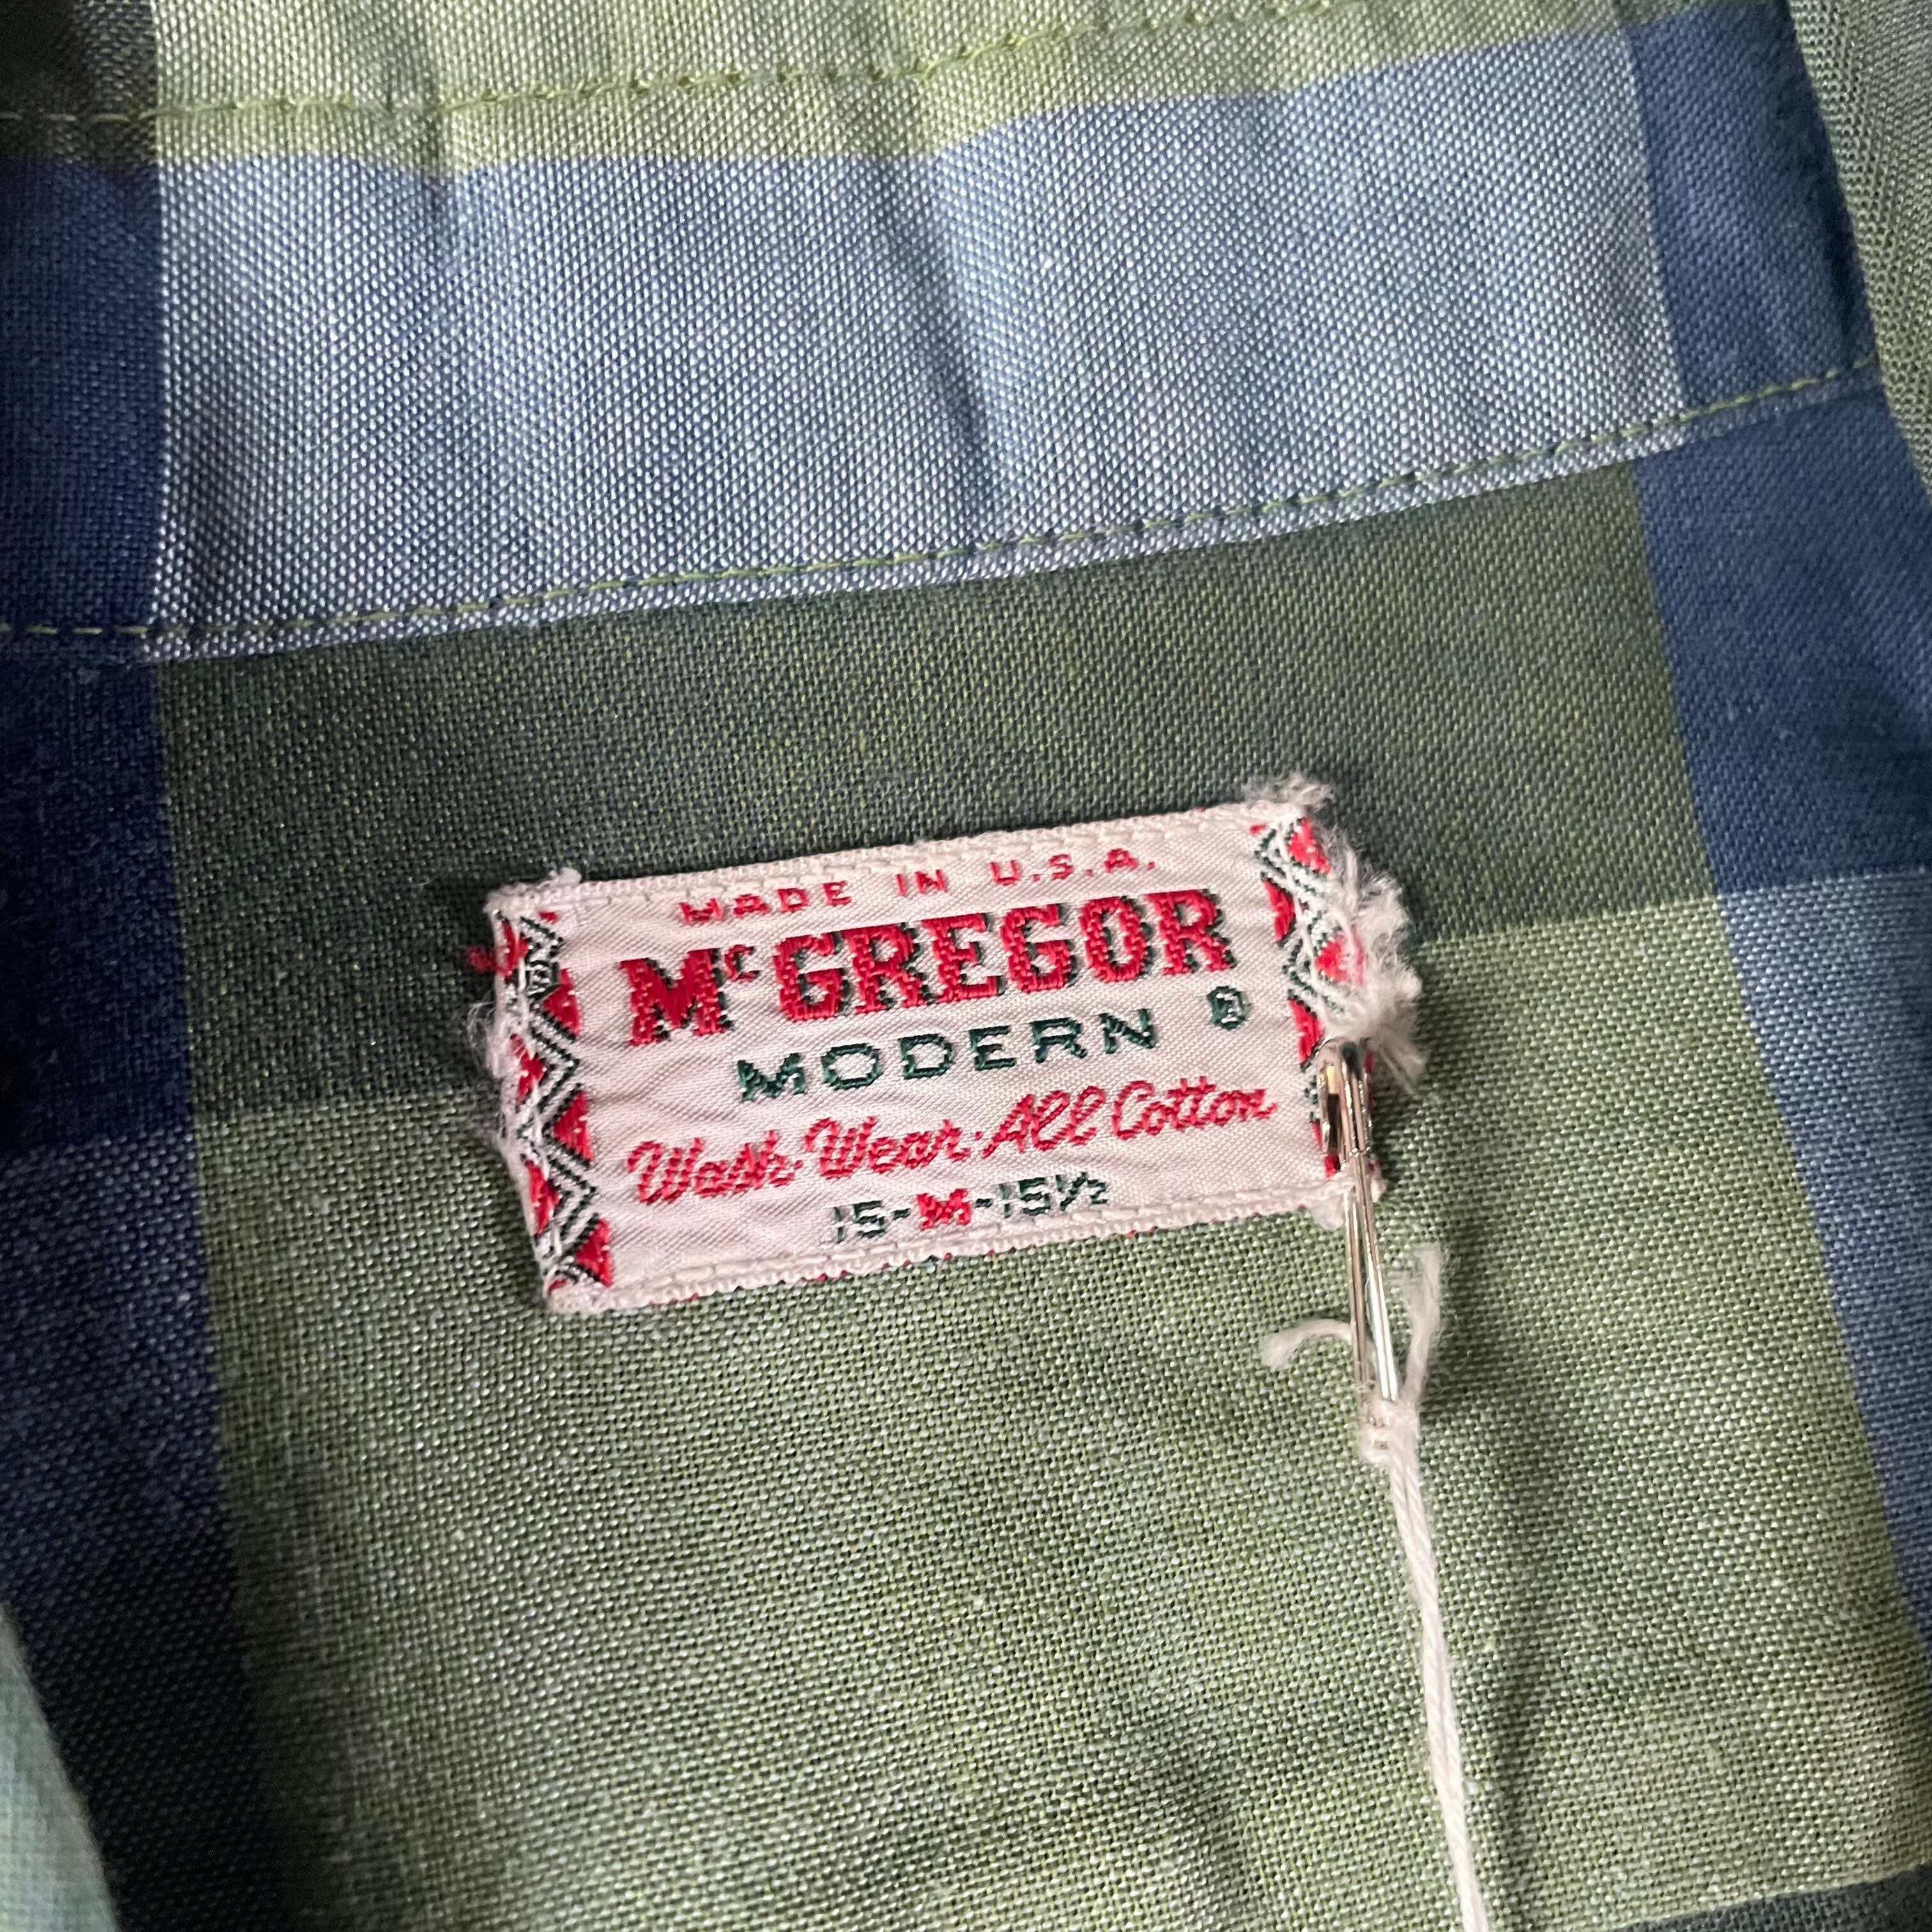 MADE IN U.S.A.
McGREGOR
MODERN ®
Wash-Wear-All Cotton
15-M-15½